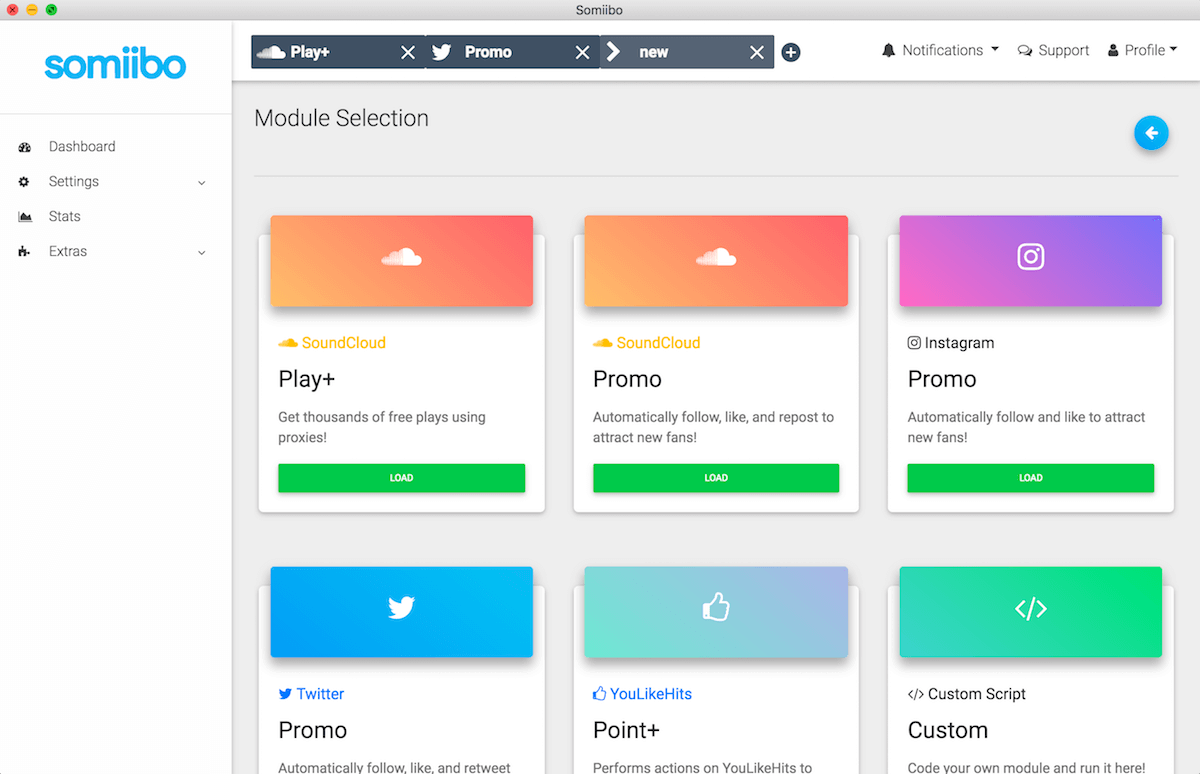 Somiibo
somiibo
Play+
Promo
new
Notifications
Support
Profile
Dashboard
Settings
Stats
Extras
Module Selection
SoundCloud
Play+
Get thousands of free plays using
proxies!
LOAD
SoundCloud
Promo
Automatically follow, like, and repost to
attract new fans!
LOAD
Instagram
Promo
Automatically follow and like to attract
new fans!
LOAD
Twitter
Promo
Automatically follow, like, and retweet
YouLikeHits
Point+
Performs actions on YouLikeHits to
</> Custom Script
Custom
Code your own module and run it here!